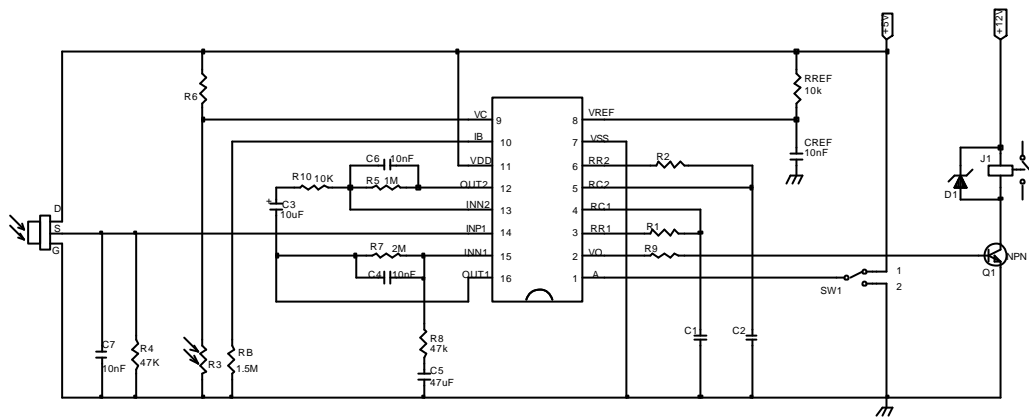 +5V
+12V
R6
RREF
10k
VC
9
8
VREF
IB
10
7
VSS
CREF
10nF
C6
10nF
VDD
11
6
RR2
R2
R10
10K
R5
1M
OUT2
12
5
RC2
J1
D1
C3
10uF
INN2
13
4
RC1
D
S
G
INP1
14
3
RR1
R1
R7
2M
INN1
15
2
VO
R9
NPN
Q1
C4
10nF
OUT1
16
1
A
SW1
1
2
C7
10nF
R4
47K
R3
RB
1.5M
R8
47k
C5
47uF
C1
C2